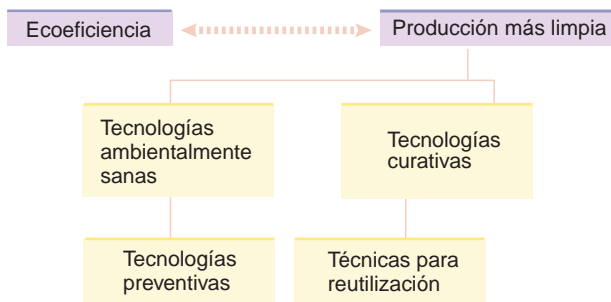 Ecoeficiencia
Producción más limpia
Tecnologías
ambientalmente
sanas
Tecnologías
curativas
Tecnologías
preventivas
Técnicas para
reutilización